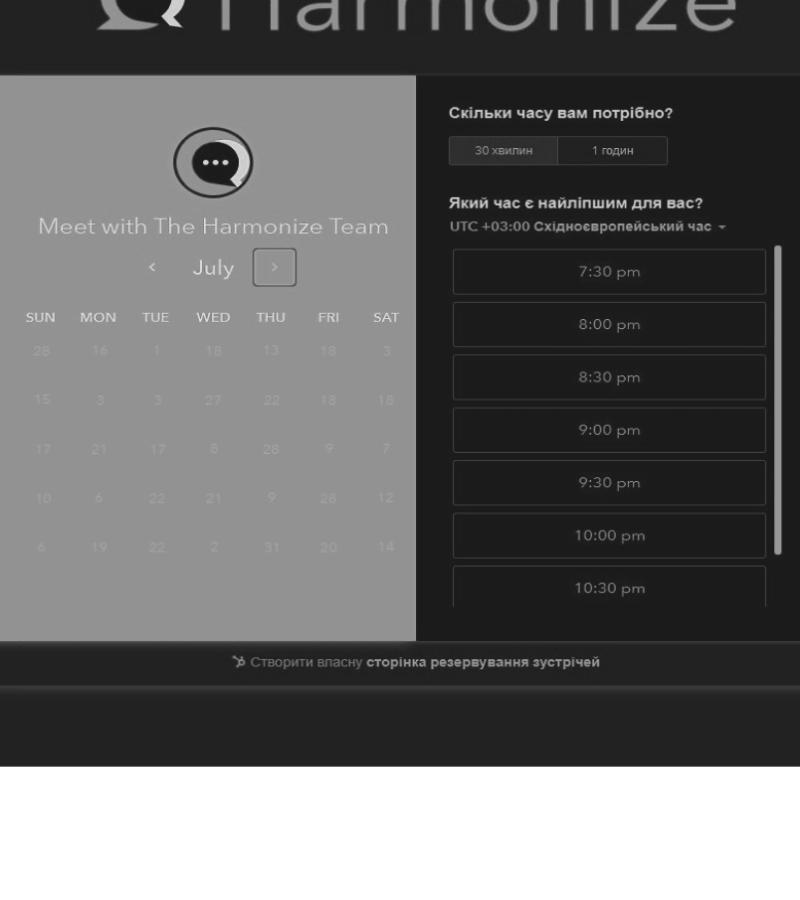 Harmonize
Meet with The Harmonize Team
July
SUN MON TUE WED THU FRI SAT
28 16 1 18 13 18 3
15 3 3 27 22 18 18
17 21 17 8 28 9 7
10 6 22 21 9 28 12
6 19 22 2 31 20 14
Скільки часу вам потрібно?
30 хвилин 1 годин
Який час є найліпшим для вас?
UTC +03:00 Східноєвропейський час
7:30 pm
8:00 pm
8:30 pm
9:00 pm
9:30 pm
10:00 pm
10:30 pm
Створити власну сторінка резервування зустрічей